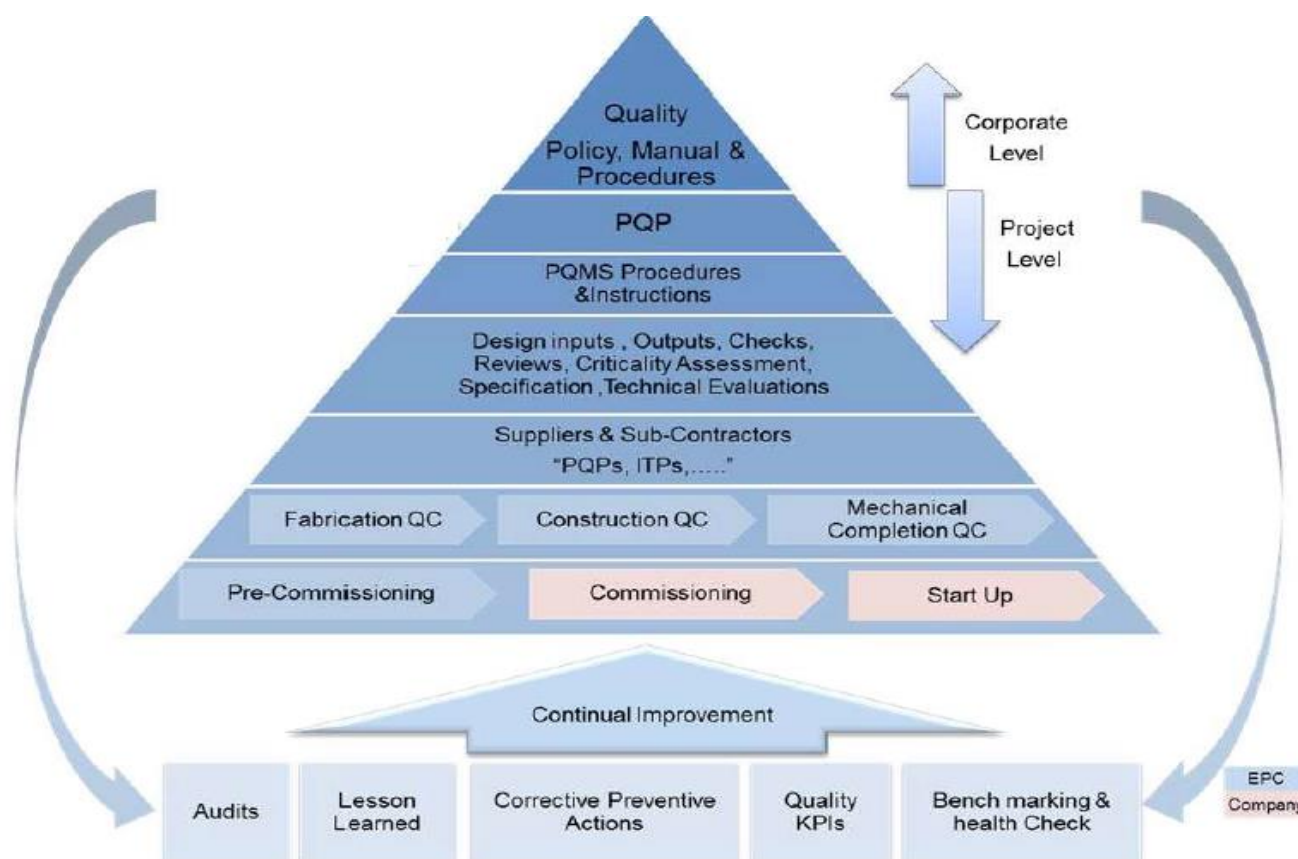 Quality
Policy, Manual &
Procedures
Corporate
Level
PQP
Project
Level
PQMS Procedures
&Instructions
Design inputs , Outputs, Checks,
Reviews, Criticality Assessment,
Specification ,Technical Evaluations
Suppliers & Sub-Contractors
“PQPs, ITPs,.....”
Fabrication QC
Construction QC
Mechanical
Completion QC
Pre-Commissioning
Commissioning
Start Up
Continual Improvement
Audits
Lesson
Learned
Corrective Preventive
Actions
Quality
KPIs
Bench marking &
health Check
EPC
Company